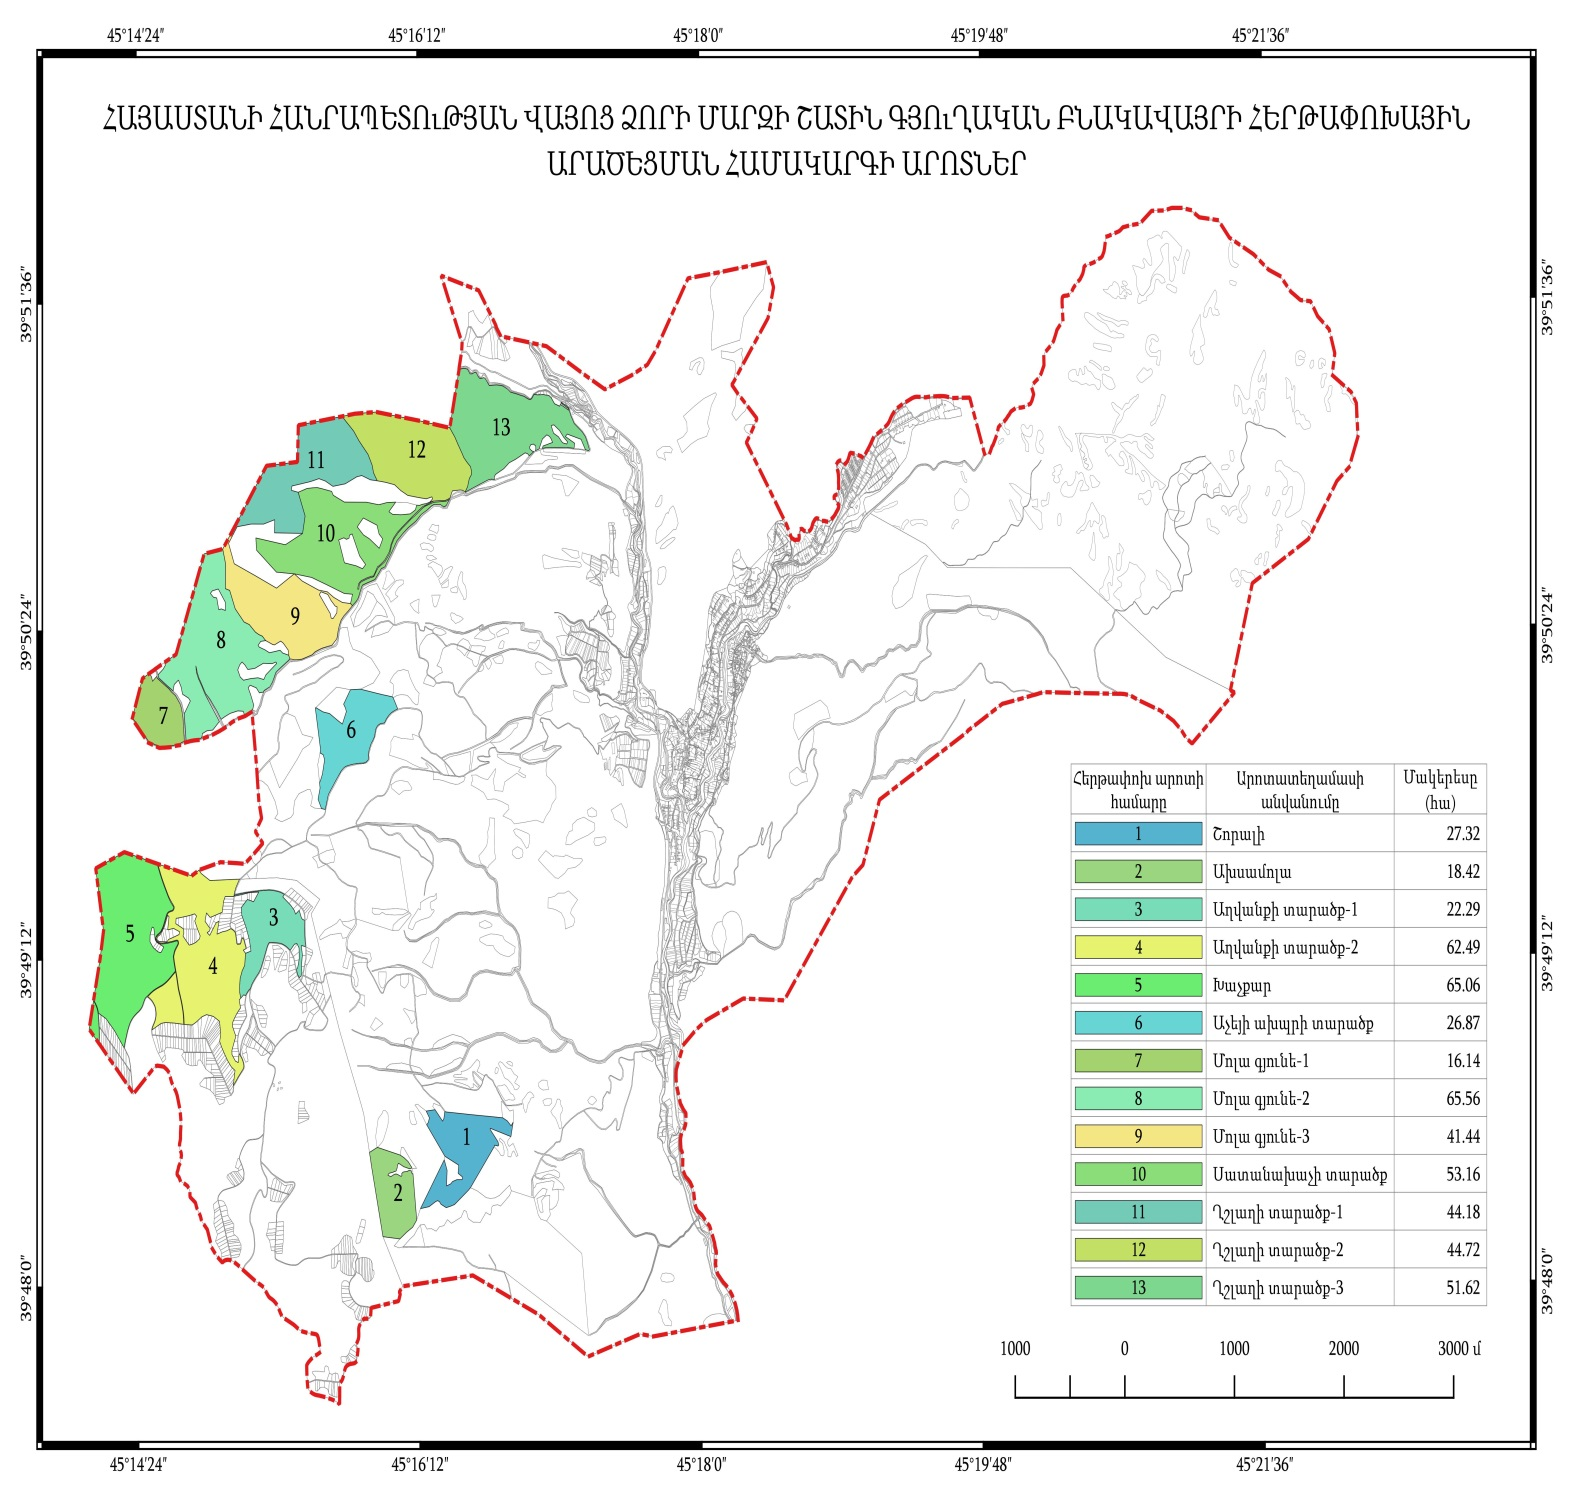 45°14'24" 45°16'12" 45°18'0" 45°19'48" 45°21'36"
ՀԱՅԱՍՏԱՆԻ ՀԱՆՐԱՊԵՏՈւԹՅԱՆ ՎԱՅՈՑ ՁՈՐԻ ՄԱՐԶԻ ՇԱՏԻՆ ԳՅՈւՂԱԿԱՆ ԲՆԱԿԱՎԱՅՐԻ ՀԵՐԹԱՓՈԽԱՅԻՆ
ԱՐԱԾԵՑՄԱՆ ՀԱՄԱԿԱՐԳԻ ԱՐՈՏՆԵՐ
39°51'36" 39°51'36"
39°50'24" 39°50'24"
39°49'12" 39°49'12"
39°48'0" 39°48'0"
13
12
11
10
9
8
7
6
5
3
4
1
2
Հերթափոխ արոտի համարը Արոտատեղամասի անվանումը Մակերեսը (հա)
1 Շորալի 27.32
2 Ախսամոլա 18.42
3 Աղվանքի տարածք-1 22.29
4 Աղվանքի տարածք-2 62.49
5 Խաչքար 65.06
6 Աչեյի ախպրի տարածք 26.87
7 Մոլա գյունե-1 16.14
8 Մոլա գյունե-2 65.56
9 Մոլա գյունե-3 41.44
10 Սատանախաչի տարածք 53.16
11 Ղշլաղի տարածք-1 44.18
12 Ղշլաղի տարածք-2 44.72
13 Ղշլաղի տարածք-3 51.62
1000 0 1000 2000 3000 մ
45°14'24" 45°16'12" 45°18'0" 45°19'48" 45°21'36"